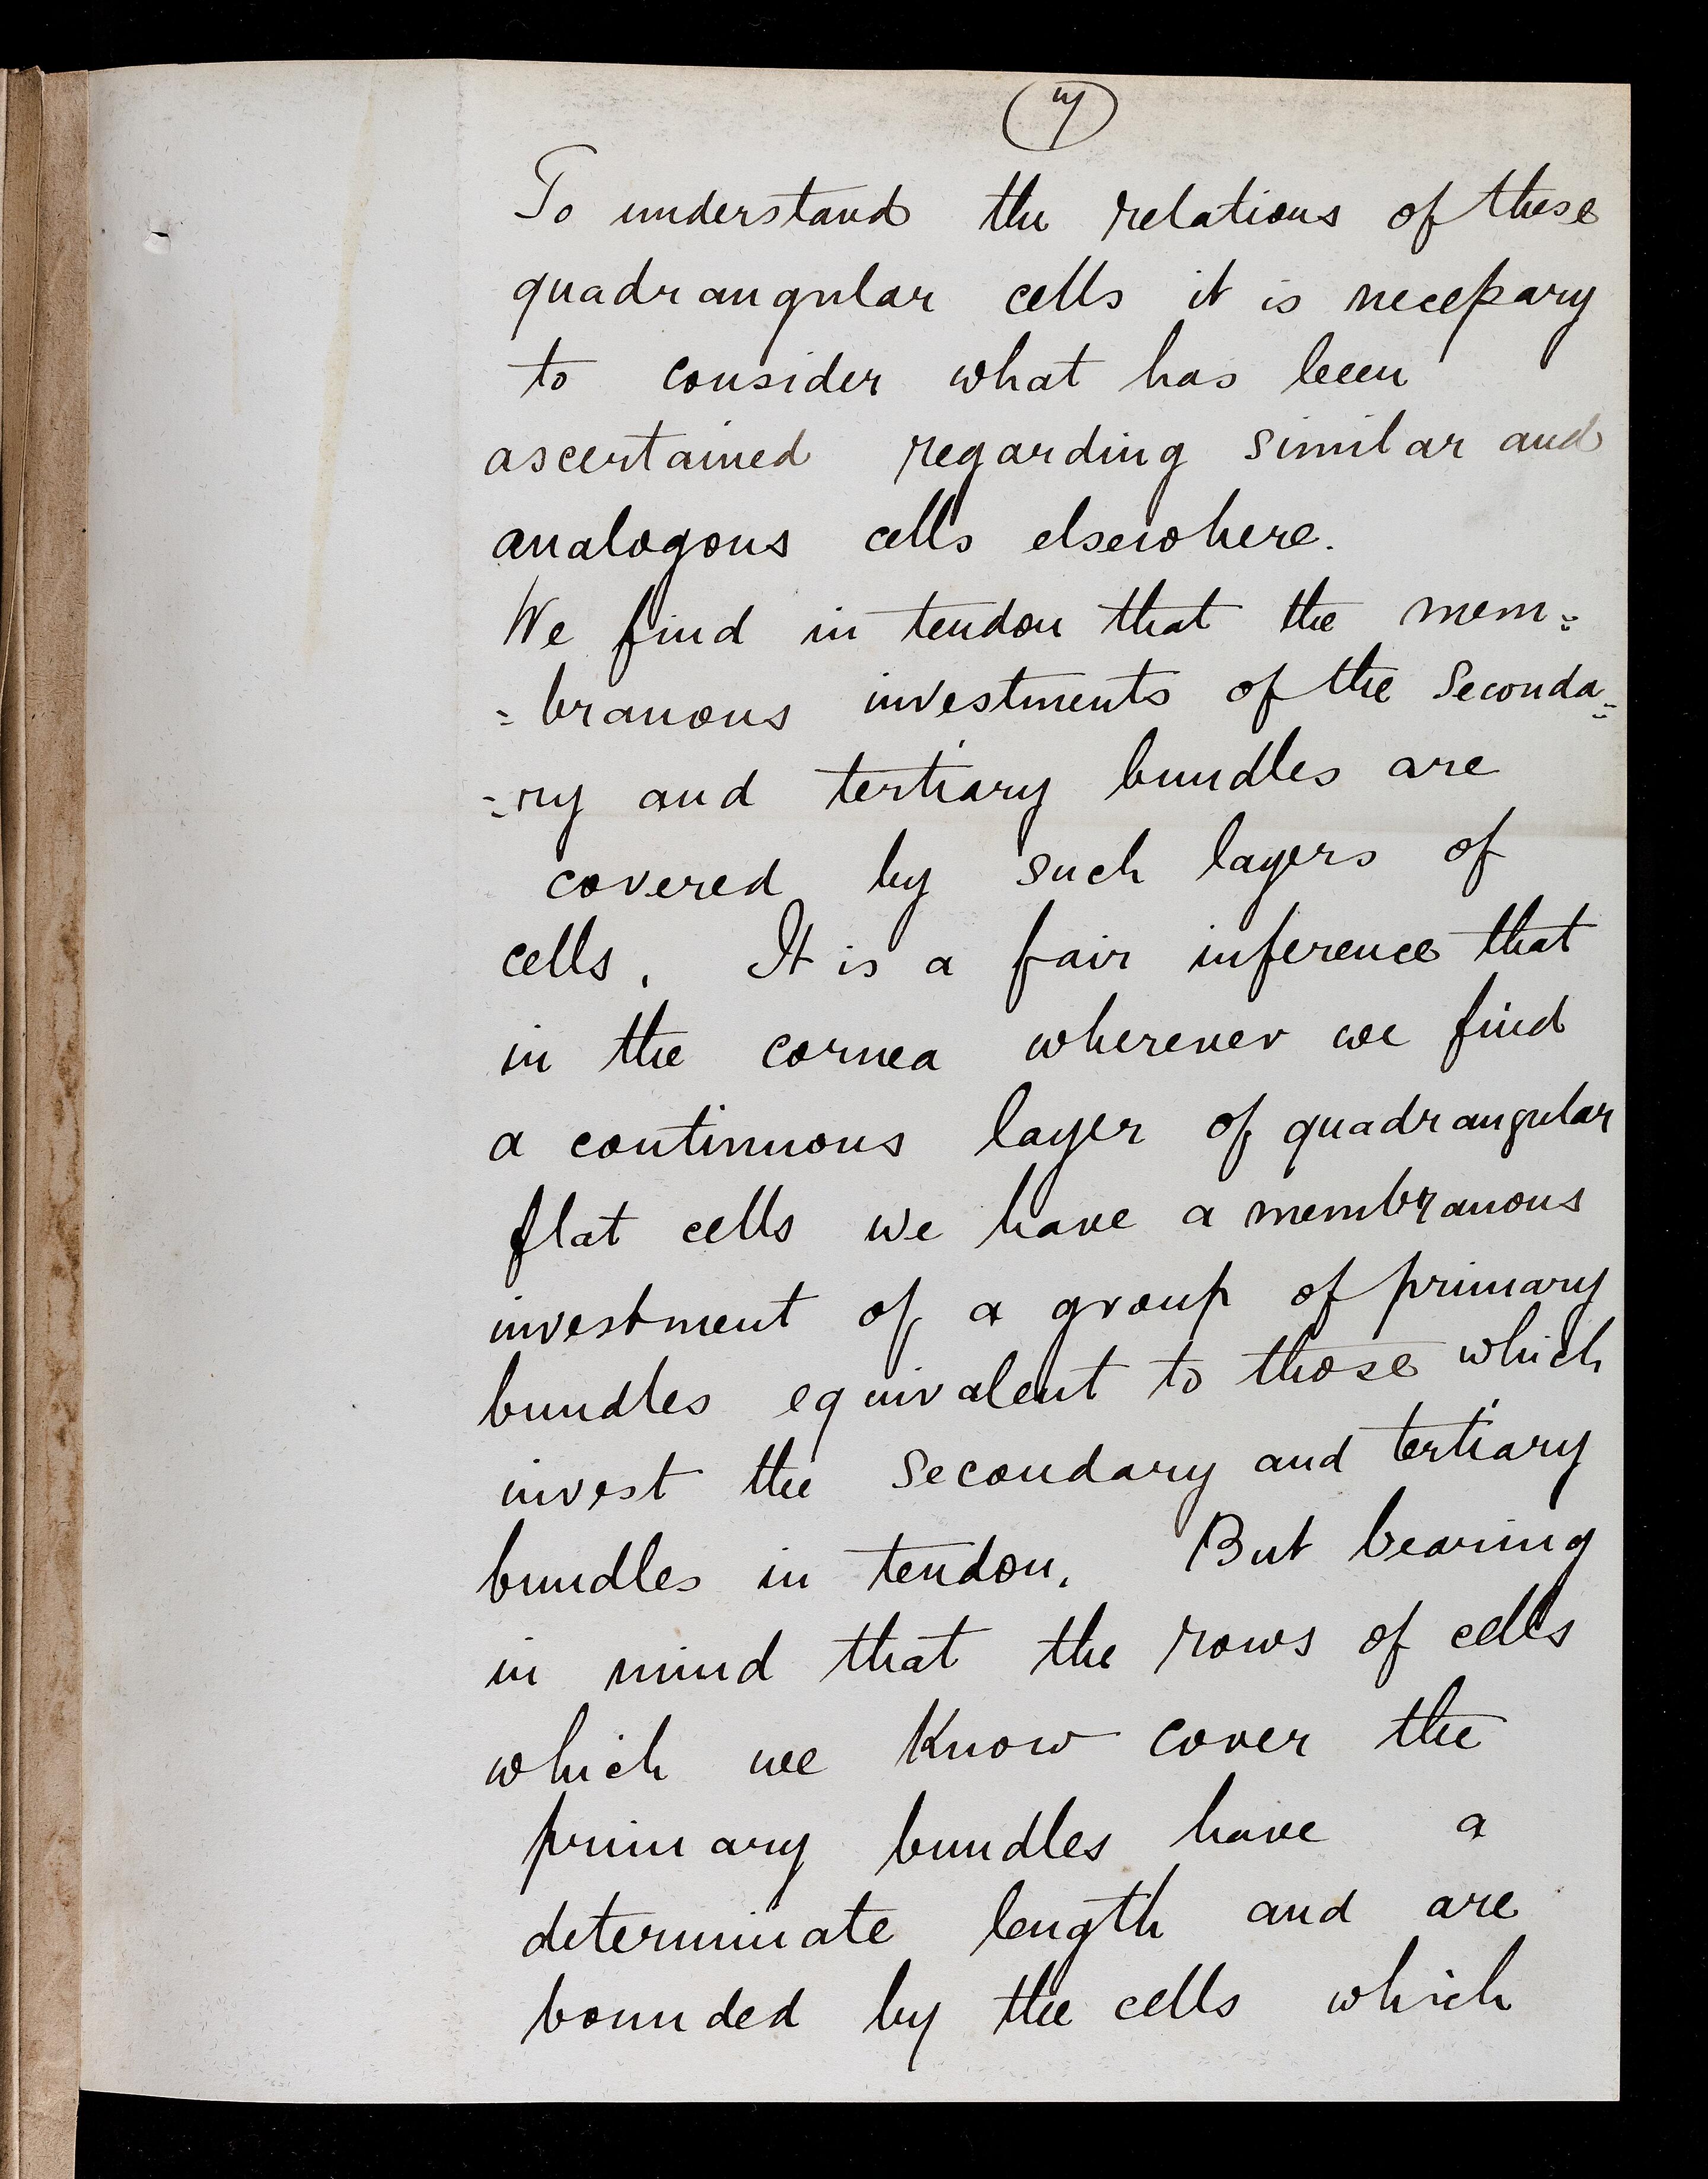 To understand the relations of these
quadrangular cells it is necessary
to consider what has been
ascertained regarding similar and
analogous cells elsewhere.
We find in tendon that the mem=
=branous investments of the seconda=
=ry and tertiary bundles are
covered by such layers of
cells. It is a fair inference that
in the cornea wherever we find
a continuous layer of quadrangular
flat cells we have a membranous
investment of a group of primary
bundles equivalent to those which
invest the secondary and tertiary
bundles in tendon. But bearing
in mind that the rows of cells
which we know cover the
primary bundles have a
determinate length and are
bounded by the cells which